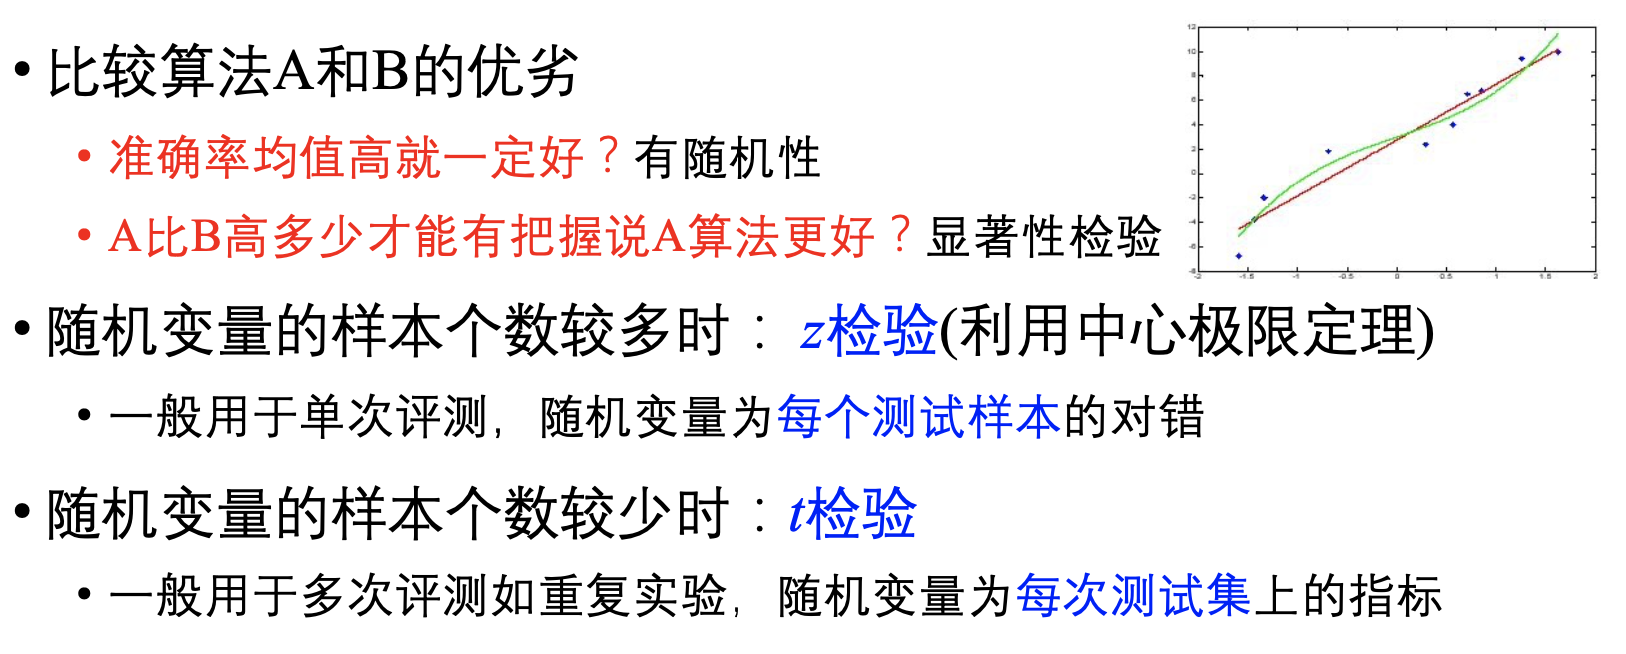 • 比较算法A和B的优劣
• 准确率均值高就一定好？有随机性
• A比B高多少才能有把握说A算法更好？显著性检验
• 随机变量的样本个数较多时：z检验(利用中心极限定理)
• 一般用于单次评测，随机变量为每个测试样本的对错
• 随机变量的样本个数较少时：t检验
• 一般用于多次评测如重复实验，随机变量为每次测试集上的指标
12
10
8
6
4
2
0
-2
-4
-6
-8
-2 -1.5 -1 -0.5 0 0.5 1 1.5 2